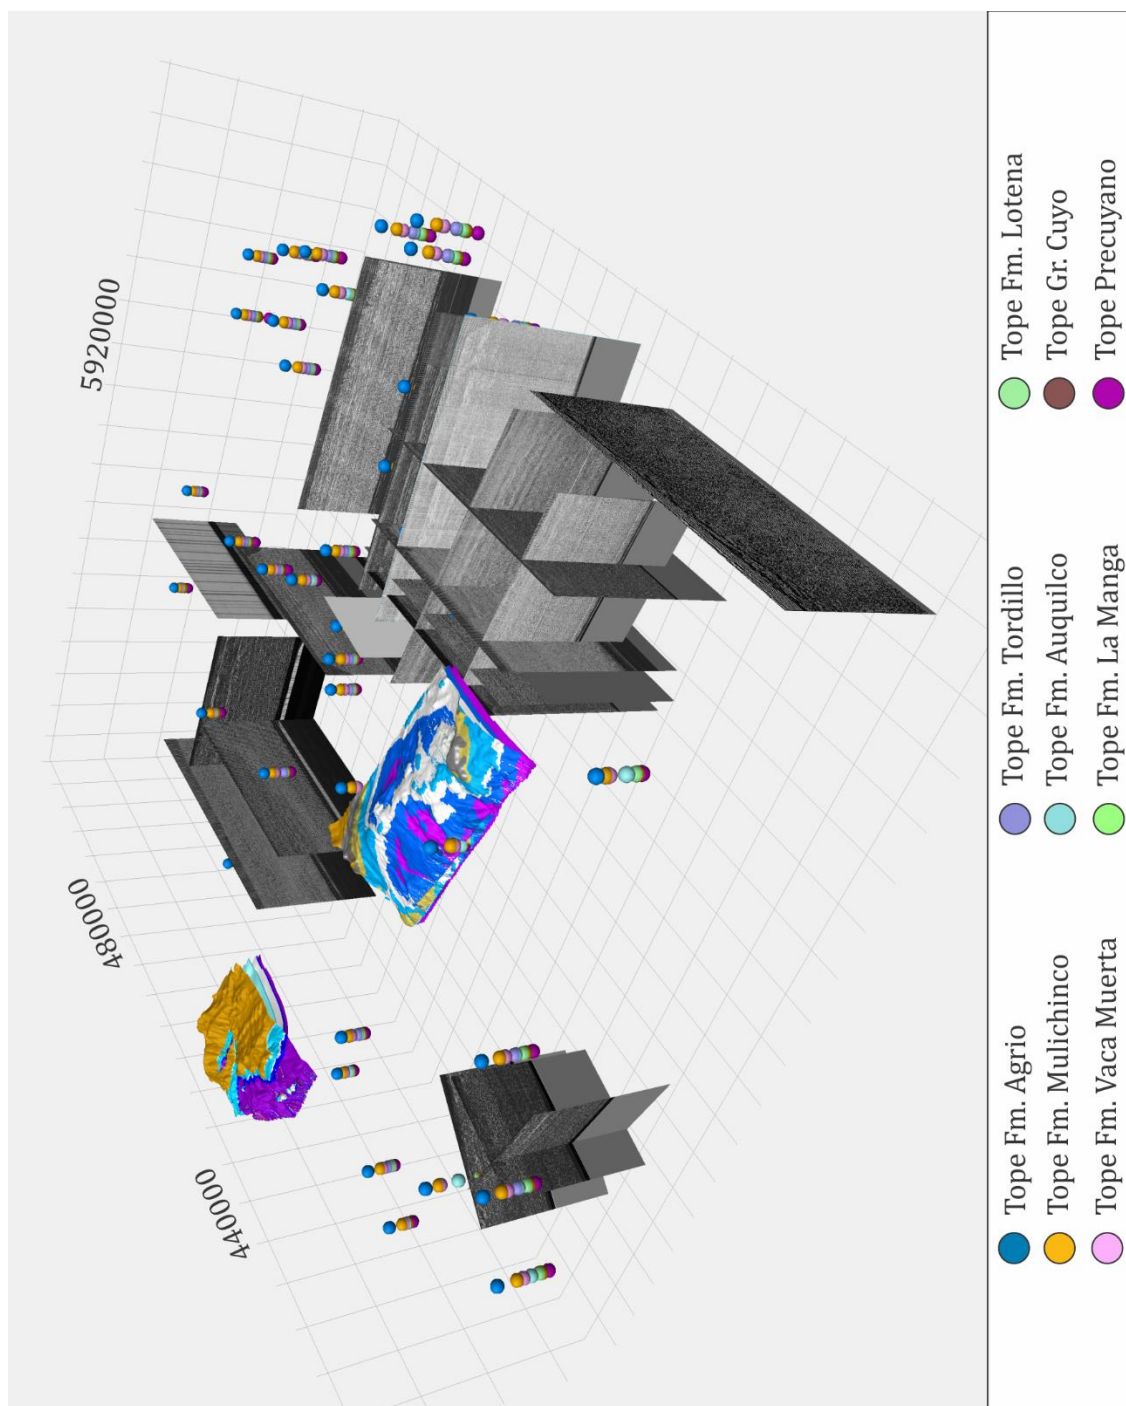 5920000
480000
440000
Tope Fm. Agrio
Tope Fm. Mulichinco
Tope Fm. Vaca Muerta
Tope Fm. Tordillo
Tope Fm. Auquilco
Tope Fm. La Manga
Tope Fm. Lotena
Tope Gr. Cuyo
Tope Precuyano